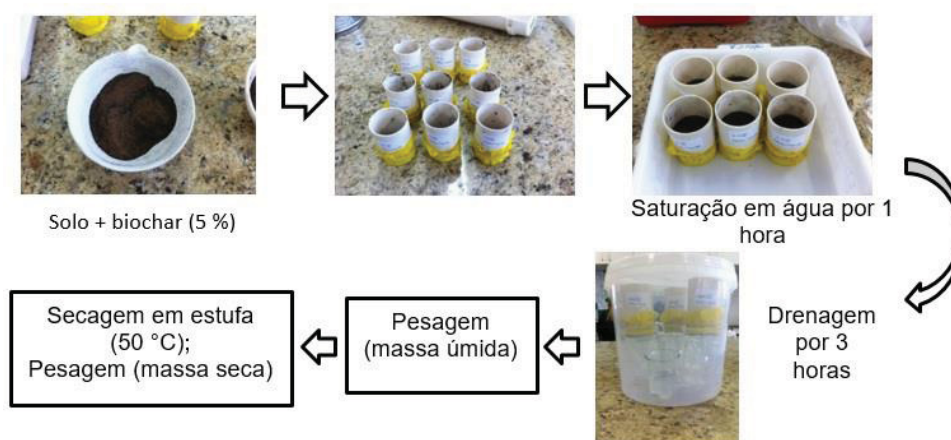 Solo + biochar (5 %)
Saturação em água por 1
hora
Drenagem
por 3
horas
Pesagem
(massa úmida)
Secagem em estufa
(50 °C);
Pesagem (massa seca)